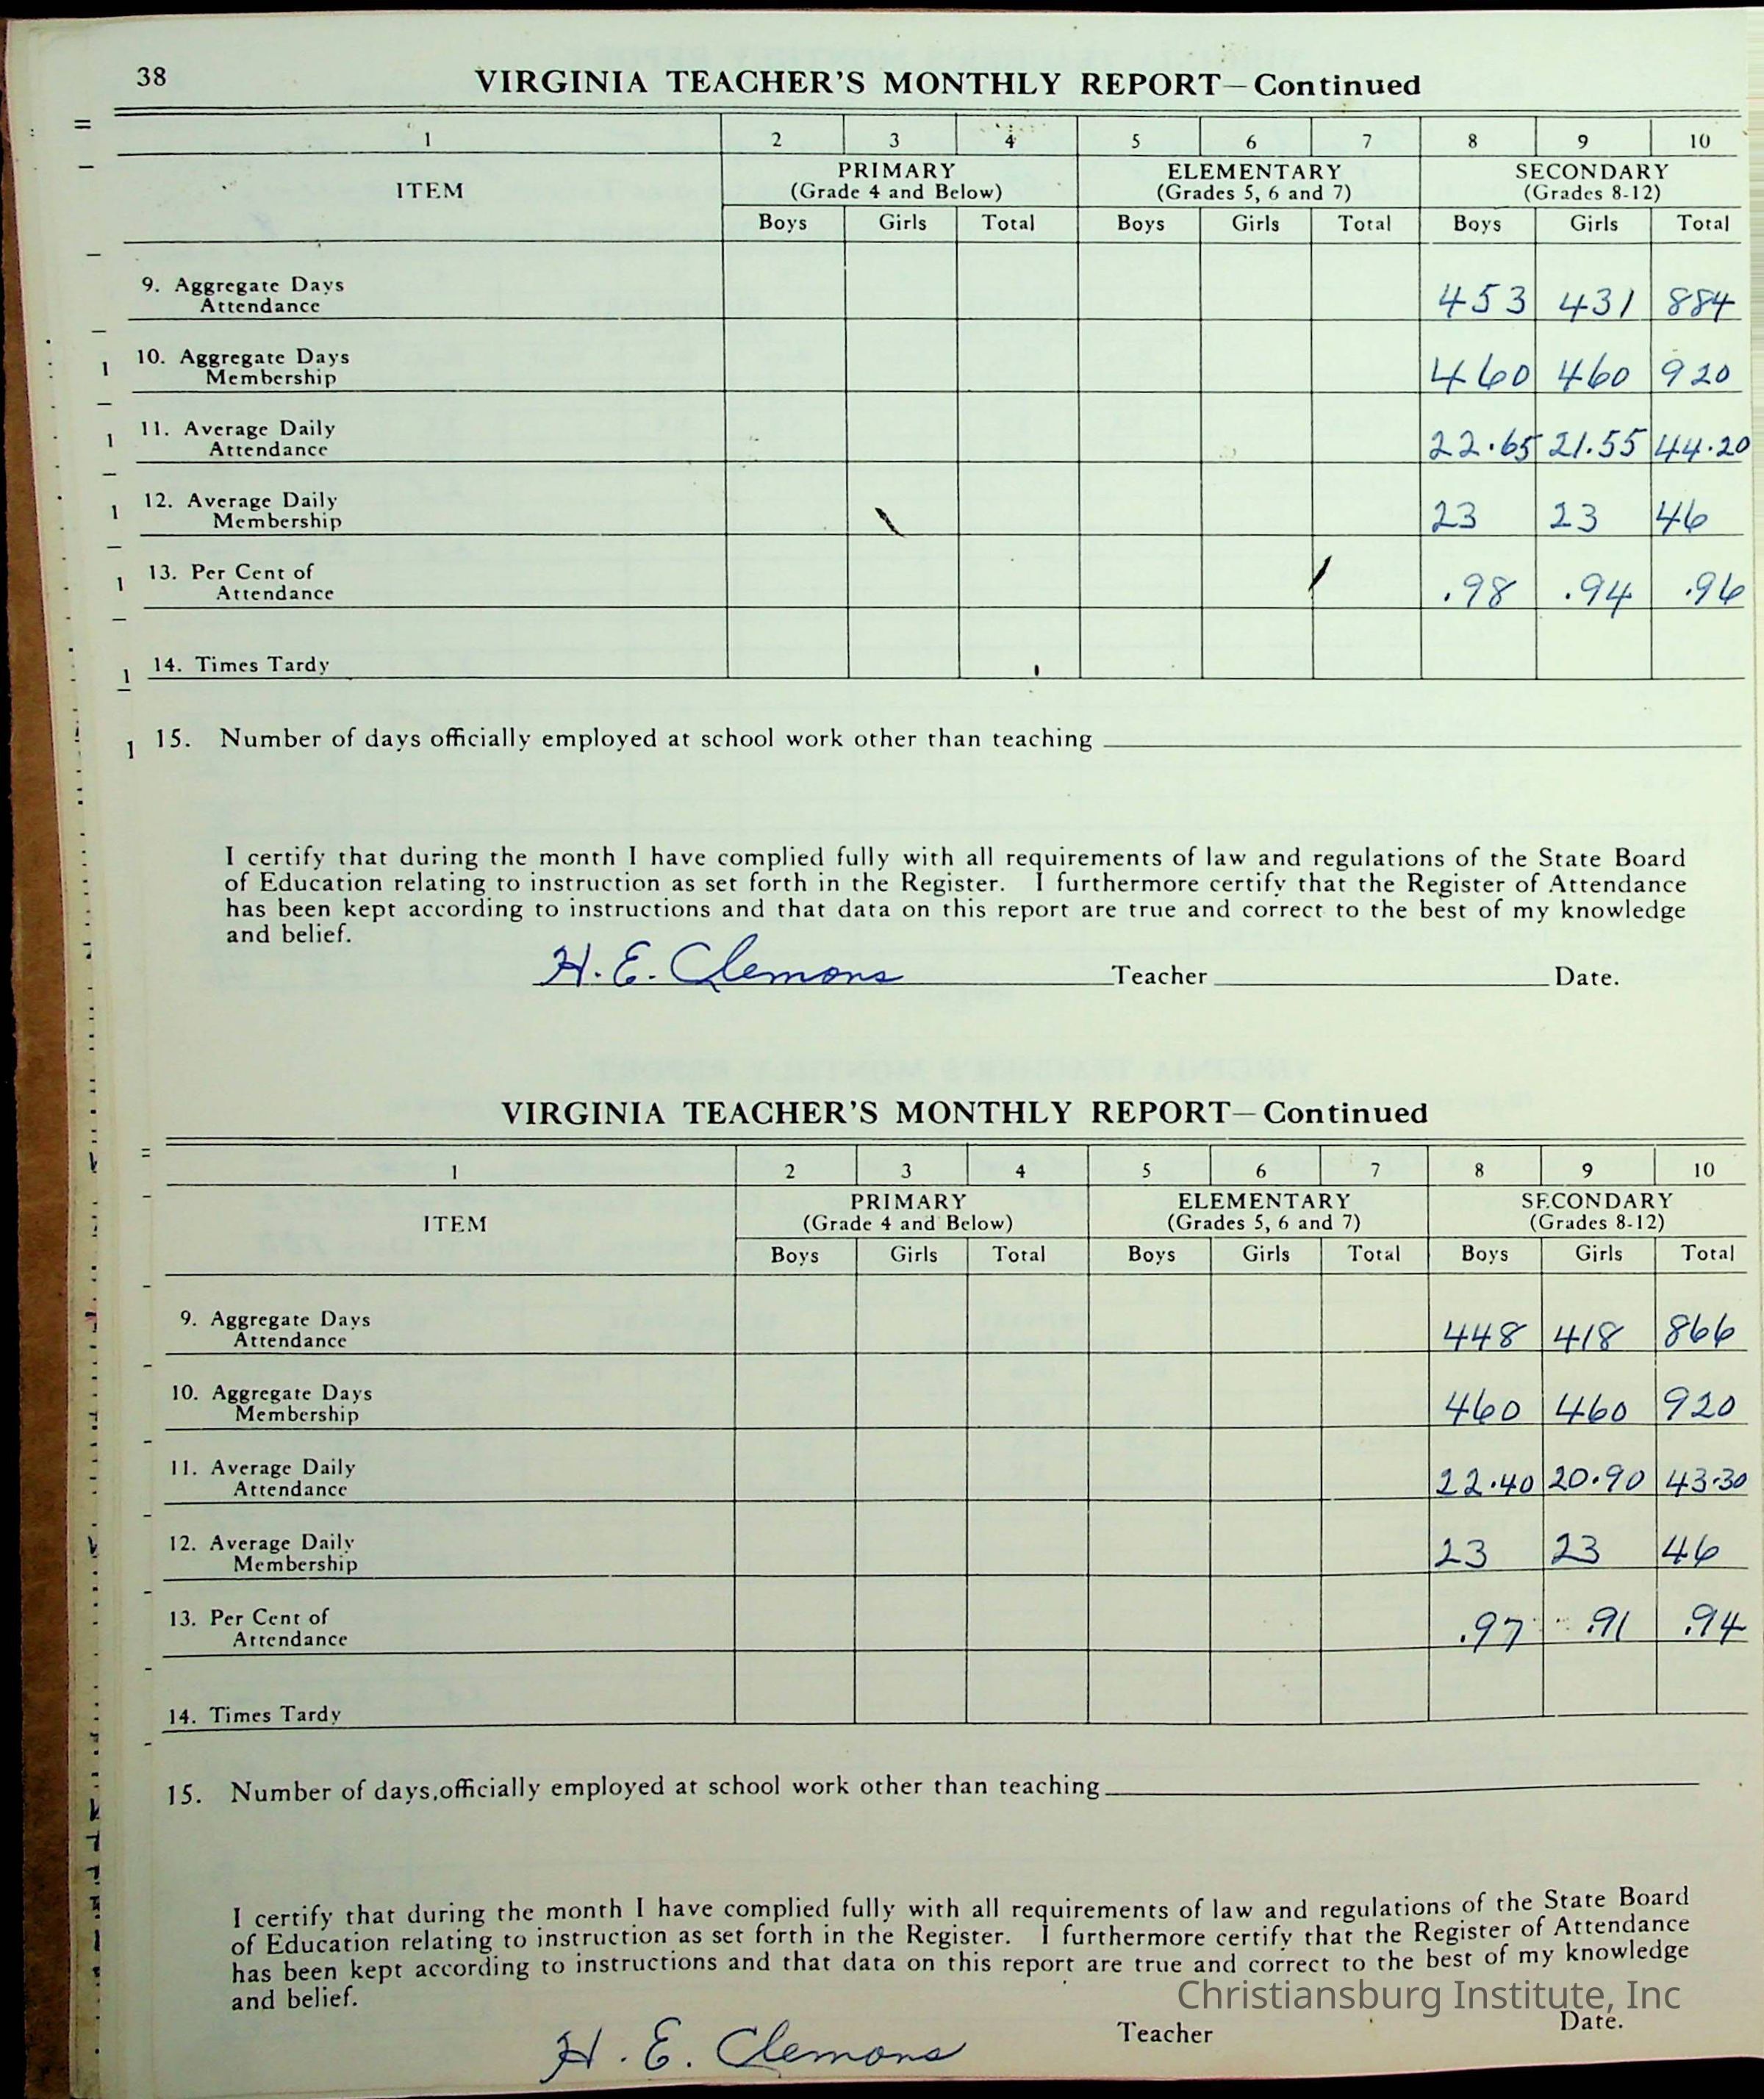 38
VIRGINIA TEACHER'S MONTHLY REPORT—Continued
1 2 3 4 5 6 7 8 9 10
ITEM PRIMARY (Grade 4 and Below) ELEMENTARY (Grades 5, 6 and 7) SECONDARY (Grades 8-12)
Boys Girls Total Boys Girls Total Boys Girls Total
9. Aggregate Days
Attendance 453 431 884
10. Aggregate Days
Membership 460 460 920
11. Average Daily
Attendance 22.65 21.55 44.20
12. Average Daily
Membership 23 23 46
13. Per Cent of
Attendance .98 .94 .96
14. Times Tardy
15. Number of days officially employed at school work other than teaching
I certify that during the month I have complied fully with all requirements of law and regulations of the State Board
of Education relating to instruction as set forth in the Register. I furthermore certify that the Register of Attendance
has been kept according to instructions and that data on this report are true and correct to the best of my knowledge
and belief.
H. E. Clemons Teacher Date.
VIRGINIA TEACHER'S MONTHLY REPORT—Continued
1 2 3 4 5 6 7 8 9 10
ITEM PRIMARY (Grade 4 and Below) ELEMENTARY (Grades 5, 6 and 7) SECONDARY (Grades 8-12)
Boys Girls Total Boys Girls Total Boys Girls Total
9. Aggregate Days
Attendance 448 418 866
10. Aggregate Days
Membership 460 460 920
11. Average Daily
Attendance 22.40 20.90 43.30
12. Average Daily
Membership 23 23 46
13. Per Cent of
Attendance .97 .91 .94
14. Times Tardy
15. Number of days officially employed at school work other than teaching
I certify that during the month I have complied fully with all requirements of law and regulations of the State Board
of Education relating to instruction as set forth in the Register. I furthermore certify that the Register of Attendance
has been kept according to instructions and that data on this report are true and correct to the best of my knowledge
and belief.
Christiansburg Institute, Inc
H. E. Clemons Teacher Date.